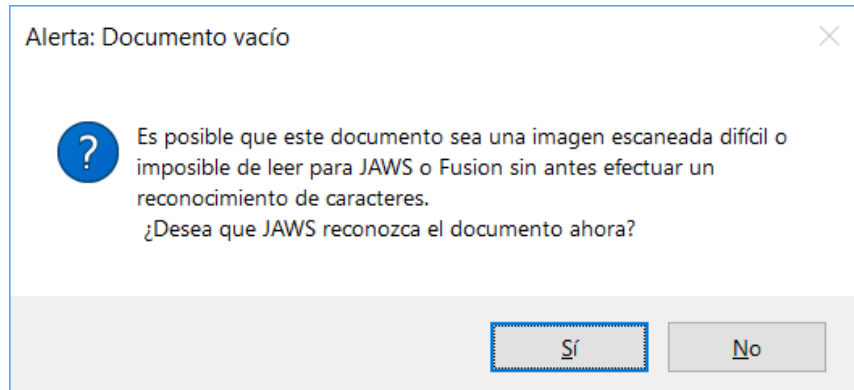 Alerta: Documento vacío
Es posible que este documento sea una imagen escaneada difícil o
imposible de leer para JAWS o Fusion sin antes efectuar un
reconocimiento de caracteres.
¿Desea que JAWS reconozca el documento ahora?
Sí
No